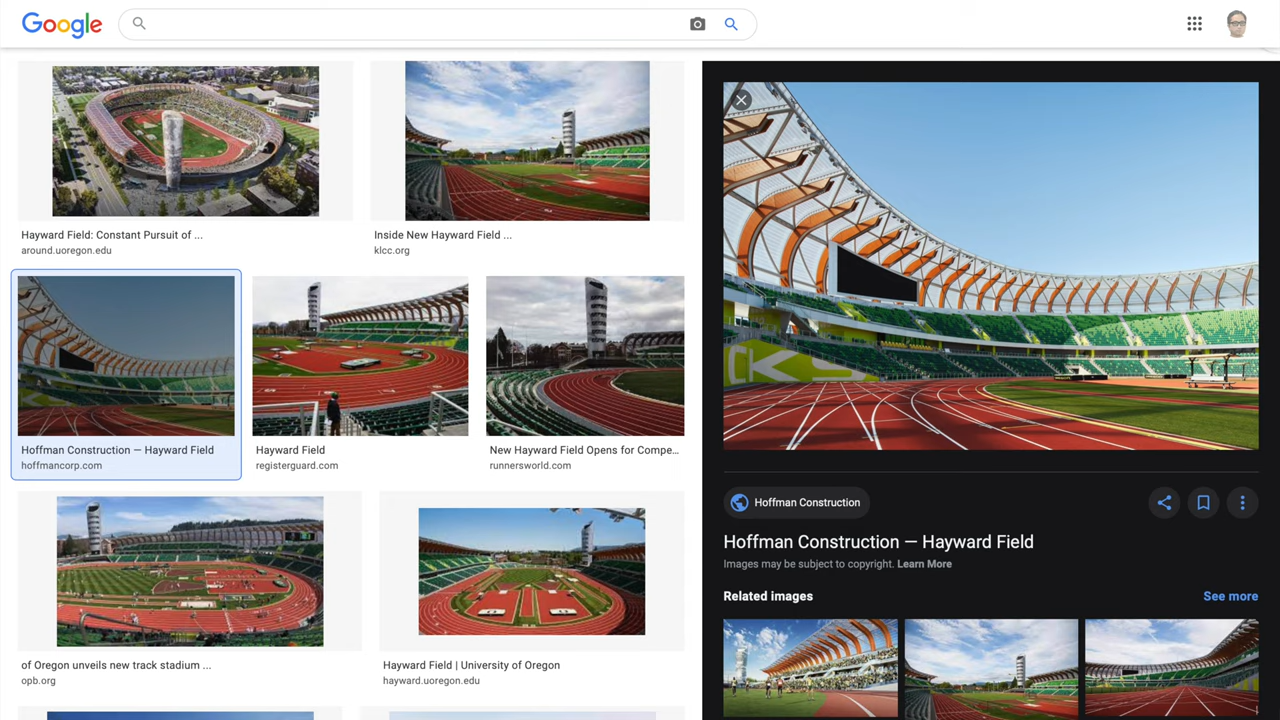 Google
Hayward Field: Constant Pursuit of ...
around.uoregon.edu
Inside New Hayward Field ...
klcc.org
Hoffman Construction — Hayward Field
hoffmancorp.com
Hayward Field
registerguard.com
New Hayward Field Opens for Compe...
runnersworld.com
of Oregon unveils new track stadium ...
opb.org
Hayward Field | University of Oregon
hayward.uoregon.edu
CK
Hoffman Construction
Hoffman Construction — Hayward Field
Images may be subject to copyright. Learn More
Related images
See more